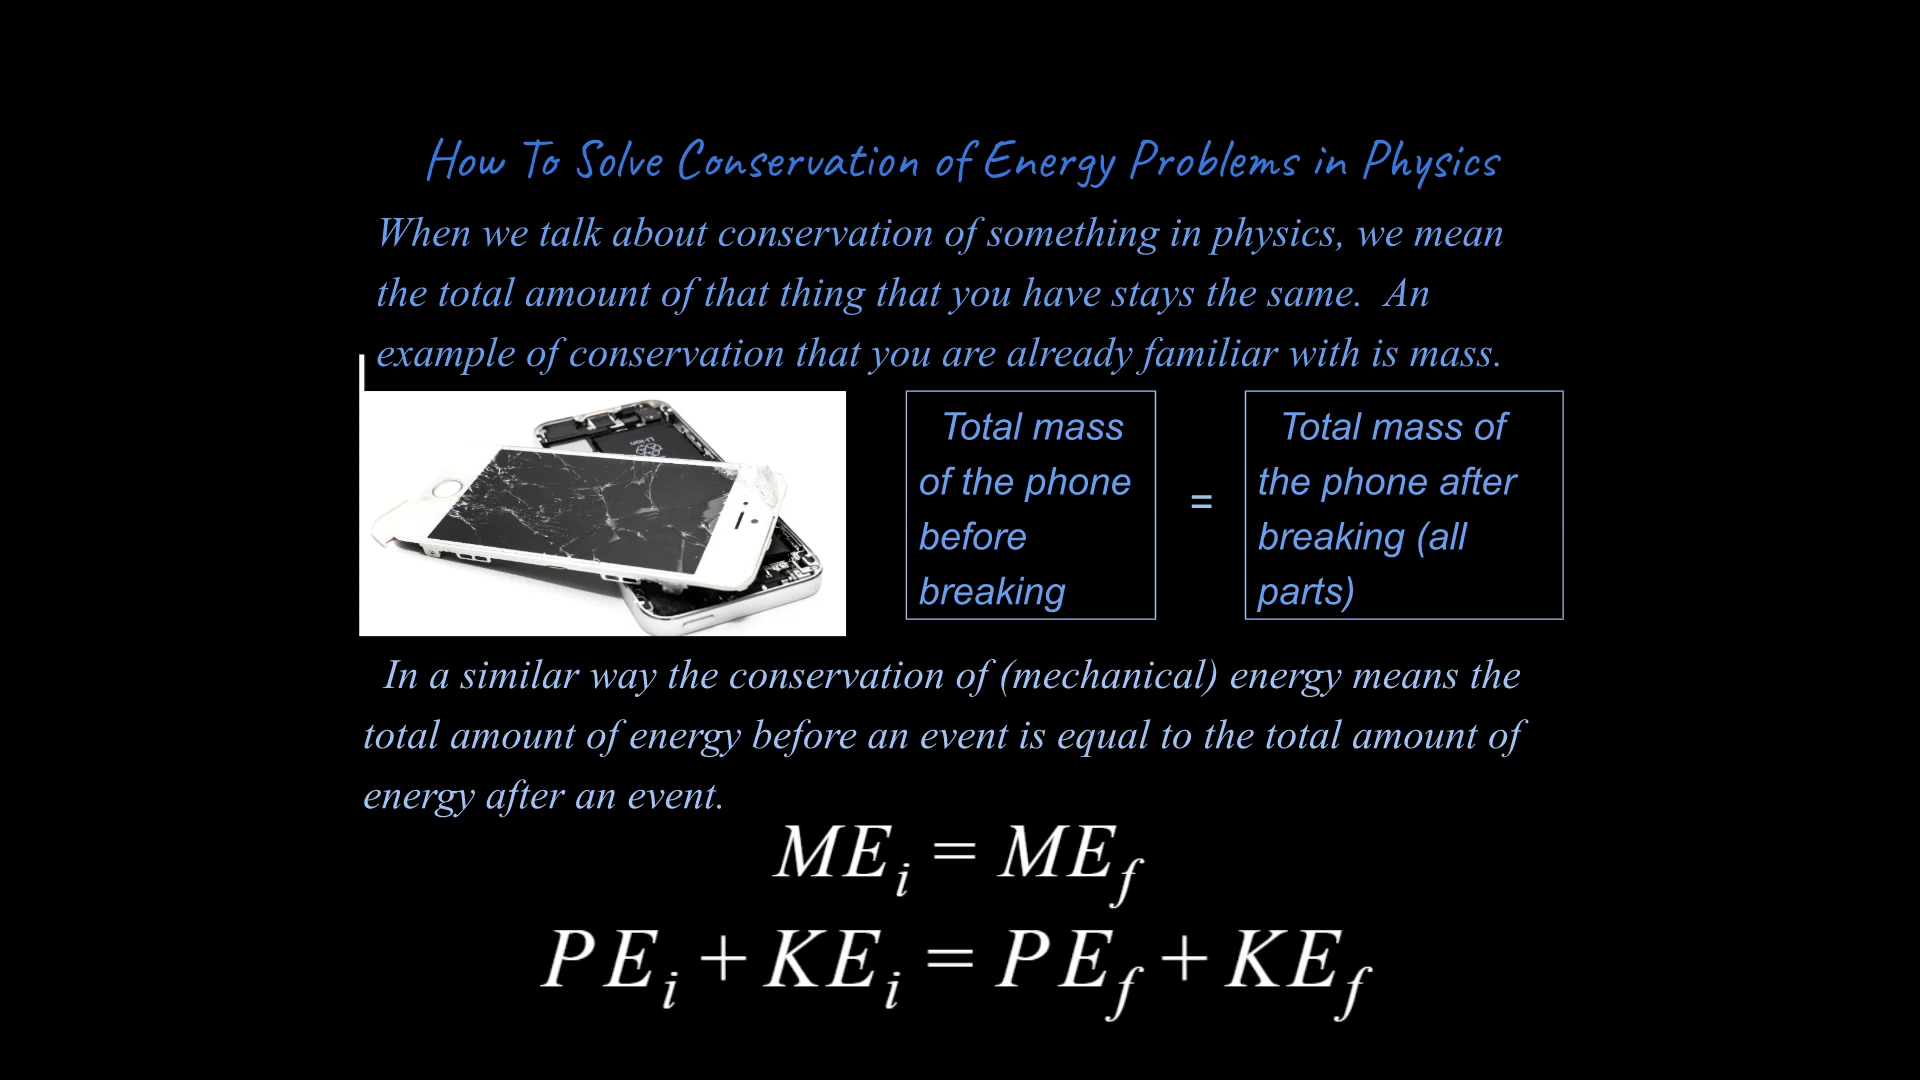 How To Solve Conservation of Energy Problems in Physics
When we talk about conservation of something in physics, we mean
the total amount of that thing that you have stays the same. An
example of conservation that you are already familiar with is mass.
Li-ion
Total mass
of the phone
before
breaking
=
Total mass of
the phone after
breaking (all
parts)
In a similar way the conservation of (mechanical) energy means the
total amount of energy before an event is equal to the total amount of
energy after an event.
ME_i = ME_f
PE_i + KE_i = PE_f + KE_f